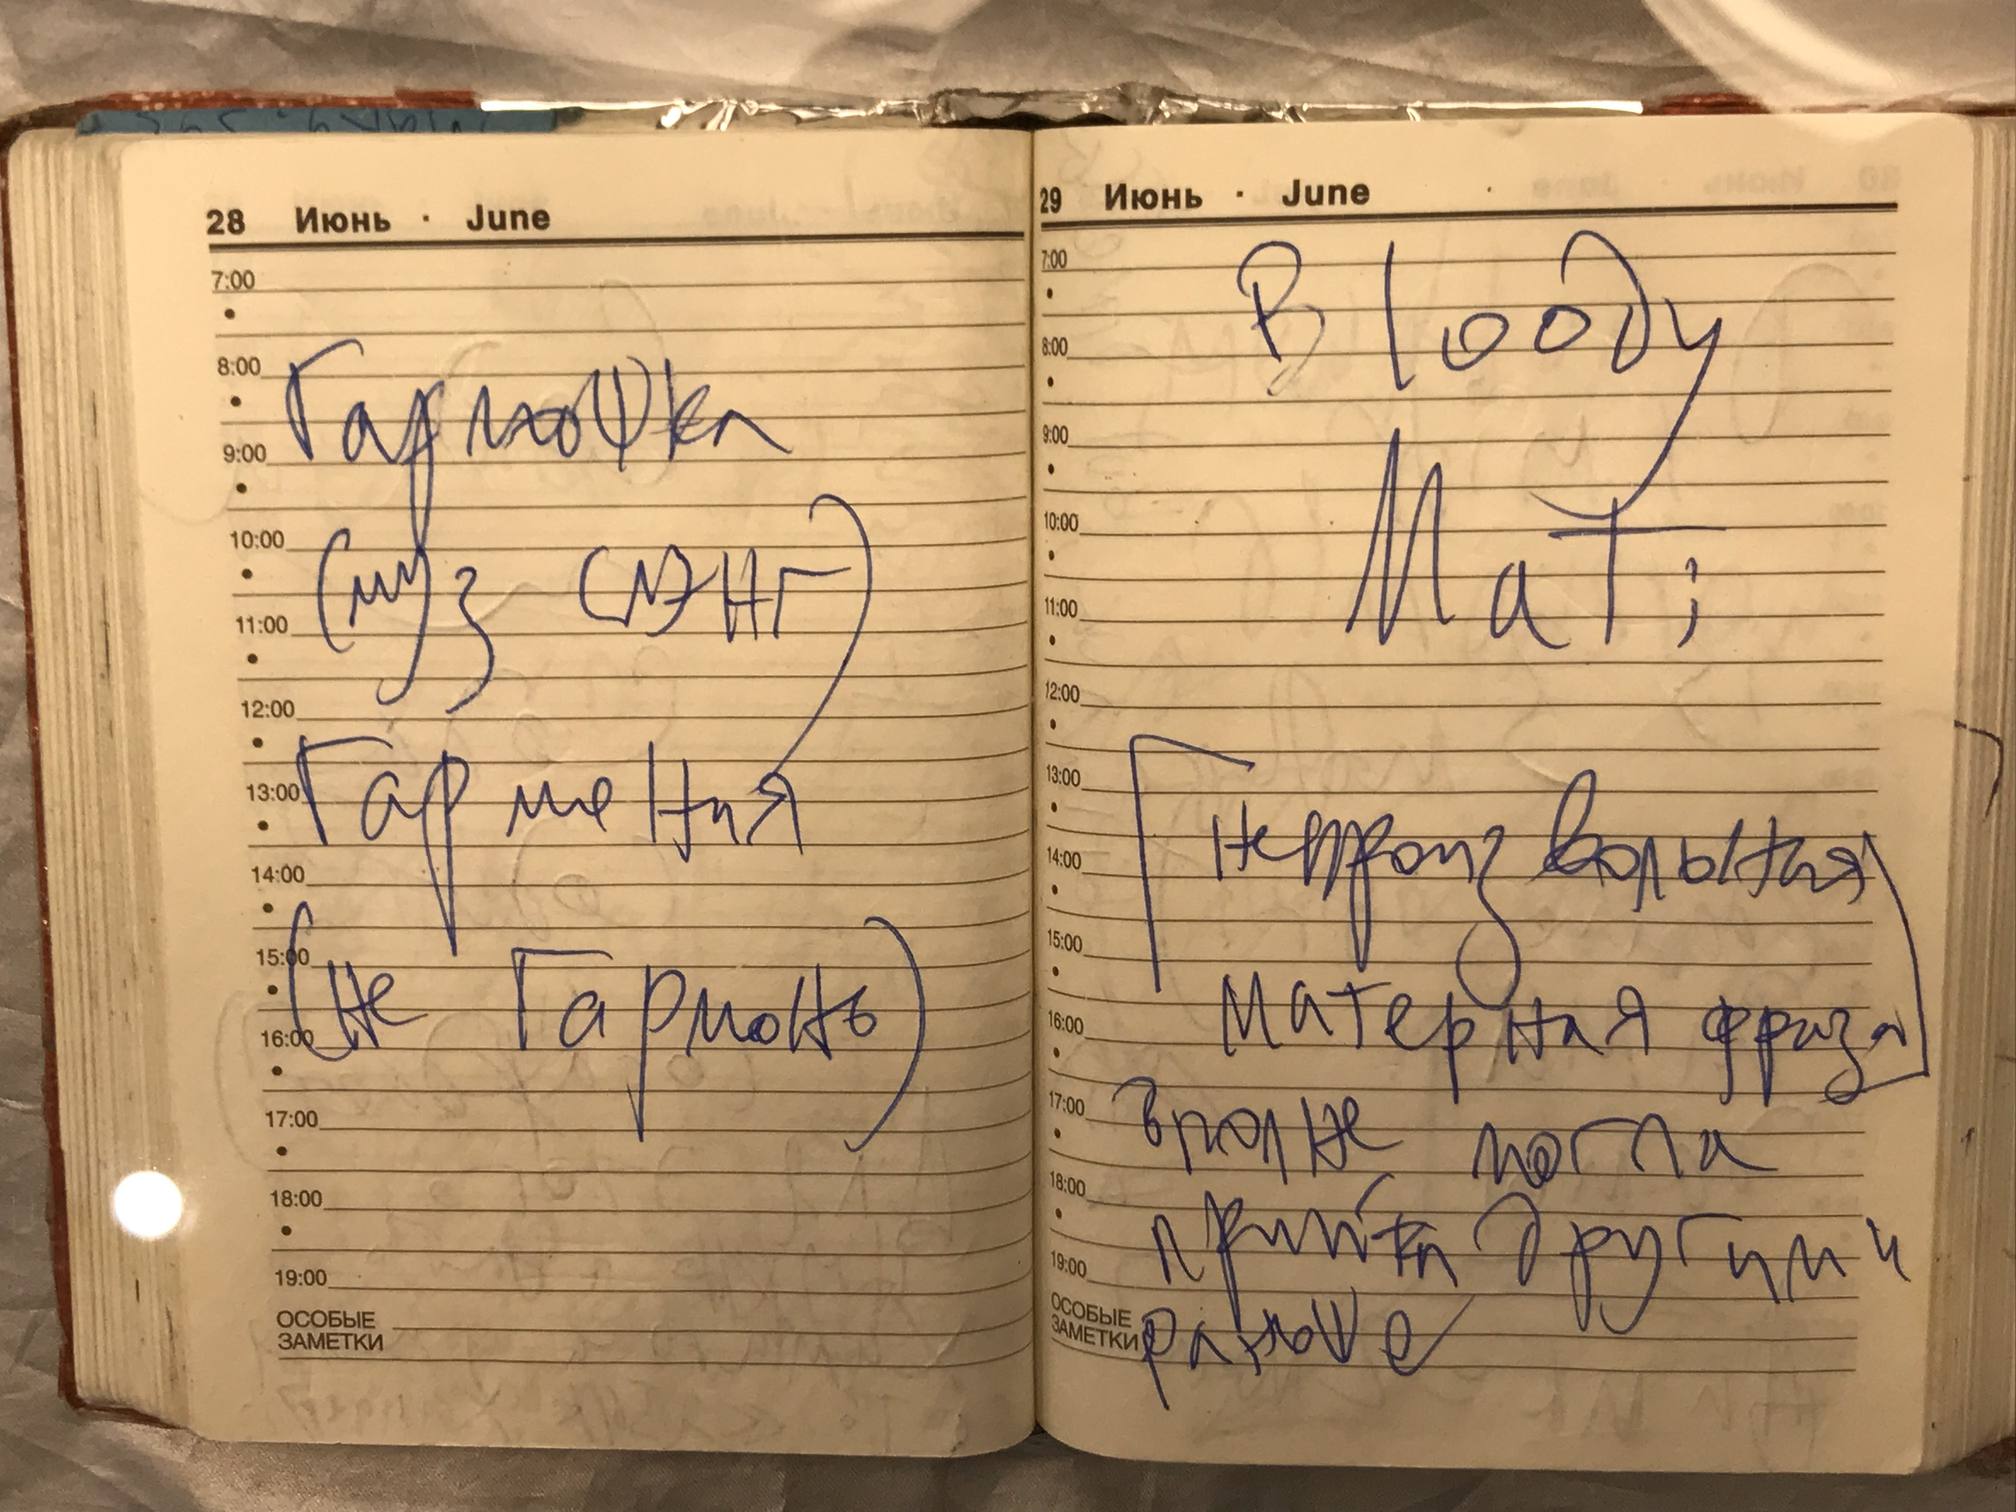 28 Июнь · June
7:00
8:00
Гармошка
9:00
10:00
(муз сленг)
11:00
12:00
Гармения
13:00
14:00
15:00
(не Гармонь)
16:00
17:00
18:00
19:00
ОСОБЫЕ
ЗАМЕТКИ
29 Июнь · June
7:00
Bloody
8:00
9:00
10:00
Mati
11:00
12:00
13:00
непроизвольная
14:00
15:00
матерная фраза
16:00
17:00
вполне могла
18:00
прийти другими
19:00
ОСОБЫЕ
ЗАМЕТКИ
раньше